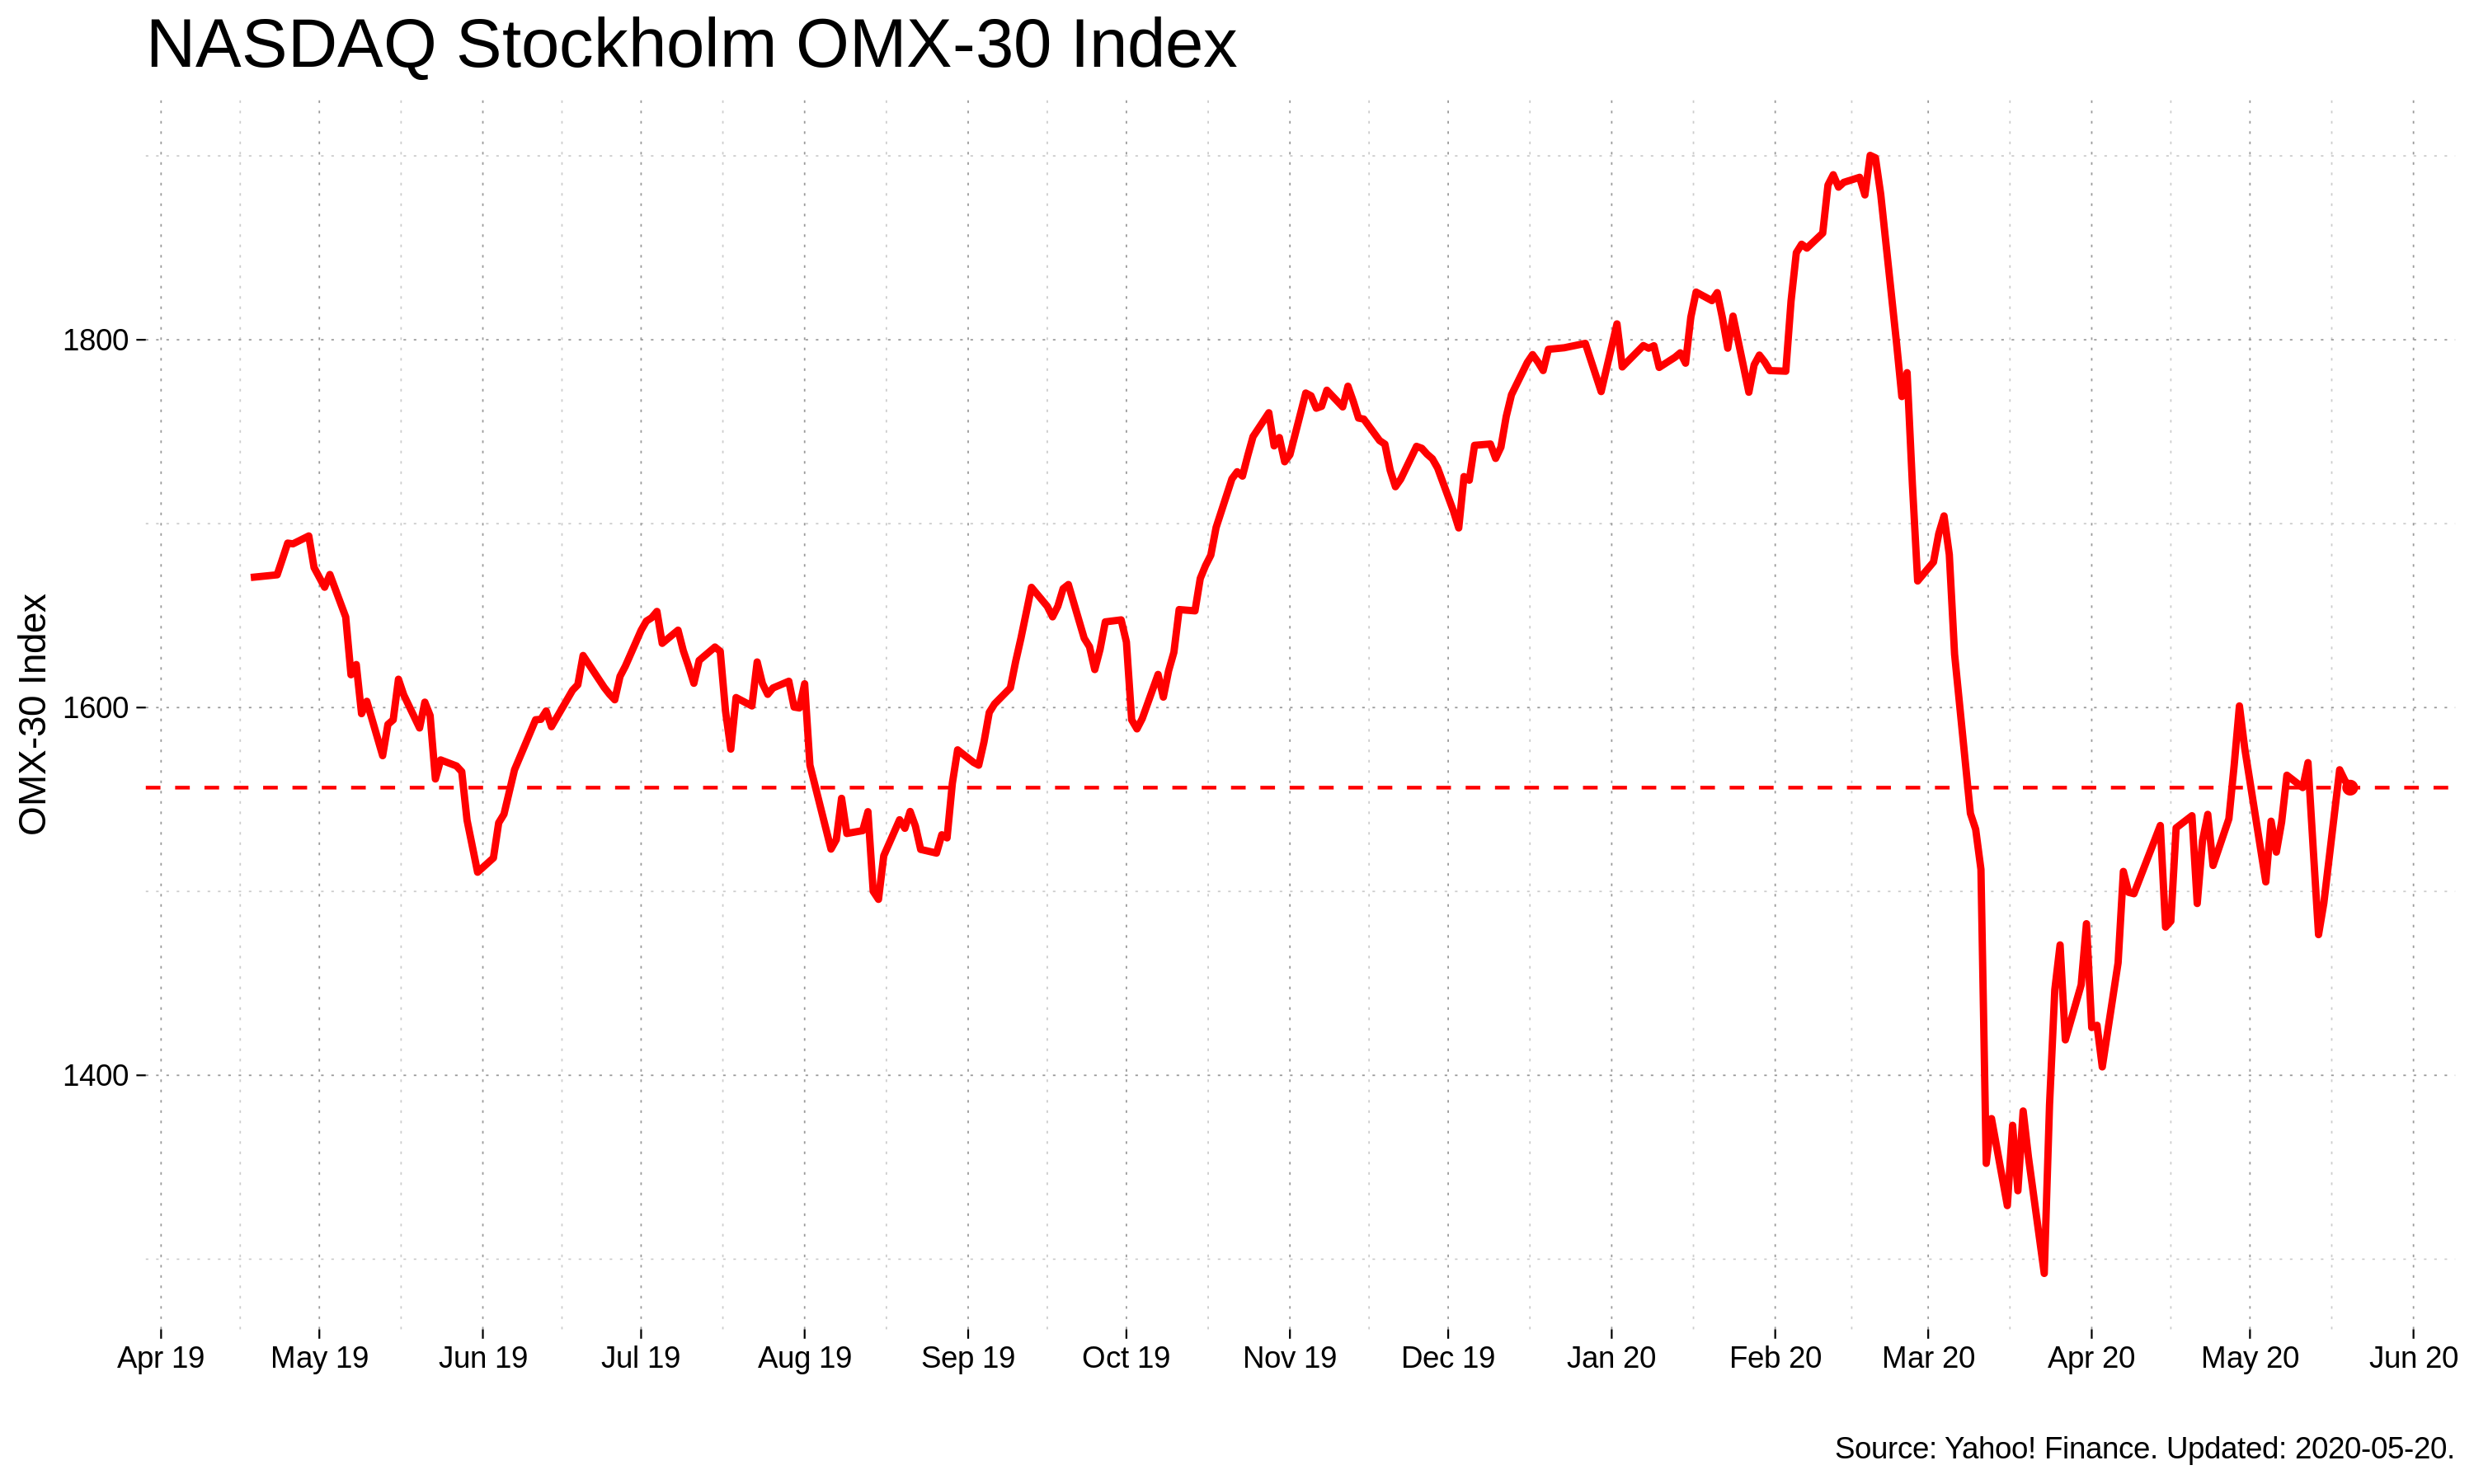 NASDAQ Stockholm OMX-30 Index
OMX-30 Index
1800
1600
1400
Apr 19 May 19 Jun 19 Jul 19 Aug 19 Sep 19 Oct 19 Nov 19 Dec 19 Jan 20 Feb 20 Mar 20 Apr 20 May 20 Jun 20
Source: Yahoo! Finance. Updated: 2020-05-20.